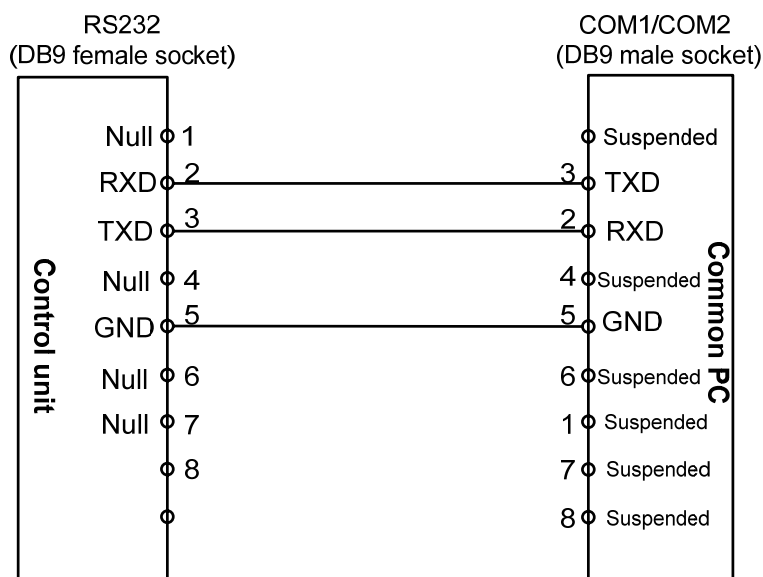 RS232
(DB9 female socket)
COM1/COM2
(DB9 male socket)
Null 1
Suspended
RXD 2
3 TXD
TXD 3
2 RXD
Null 4
4 Suspended
GND 5
5 GND
Null 6
6 Suspended
Null 7
1 Suspended
8
7 Suspended
8 Suspended
Control unit
Common PC